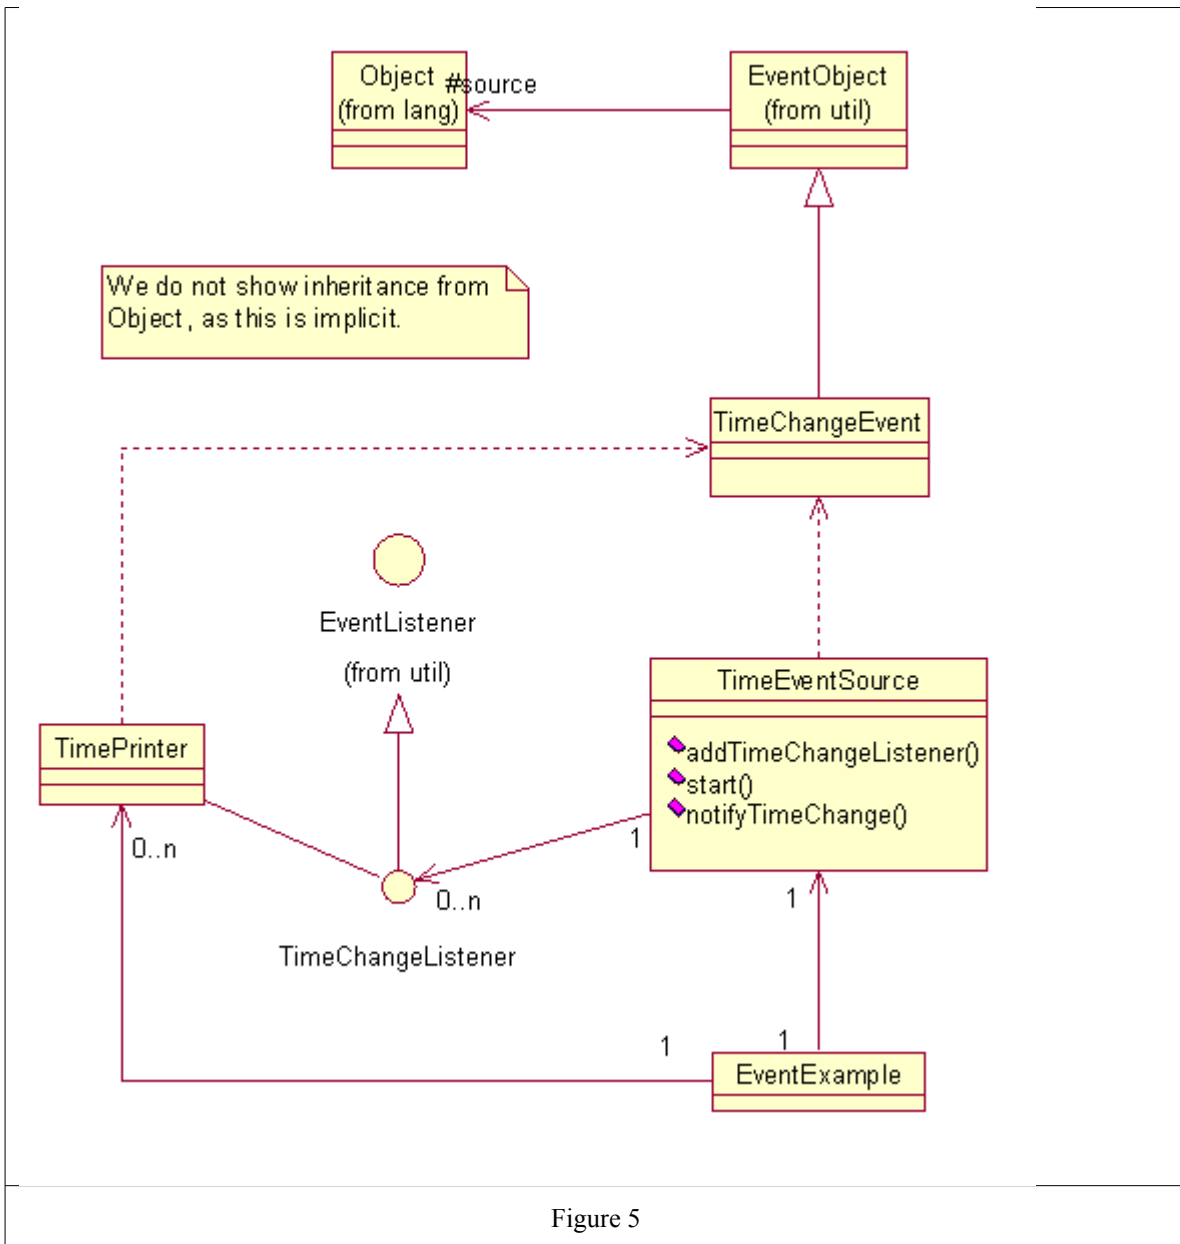 Object
(from lang)
#source
EventObject
(from util)
We do not show inheritance from
Object, as this is implicit.
TimeChangeEvent
EventListener
(from util)
TimeEventSource
addTimeChangeListener()
start()
notifyTimeChange()
TimePrinter
0..n
1
0..n
1
TimeChangeListener
1
1
EventExample
Figure 5